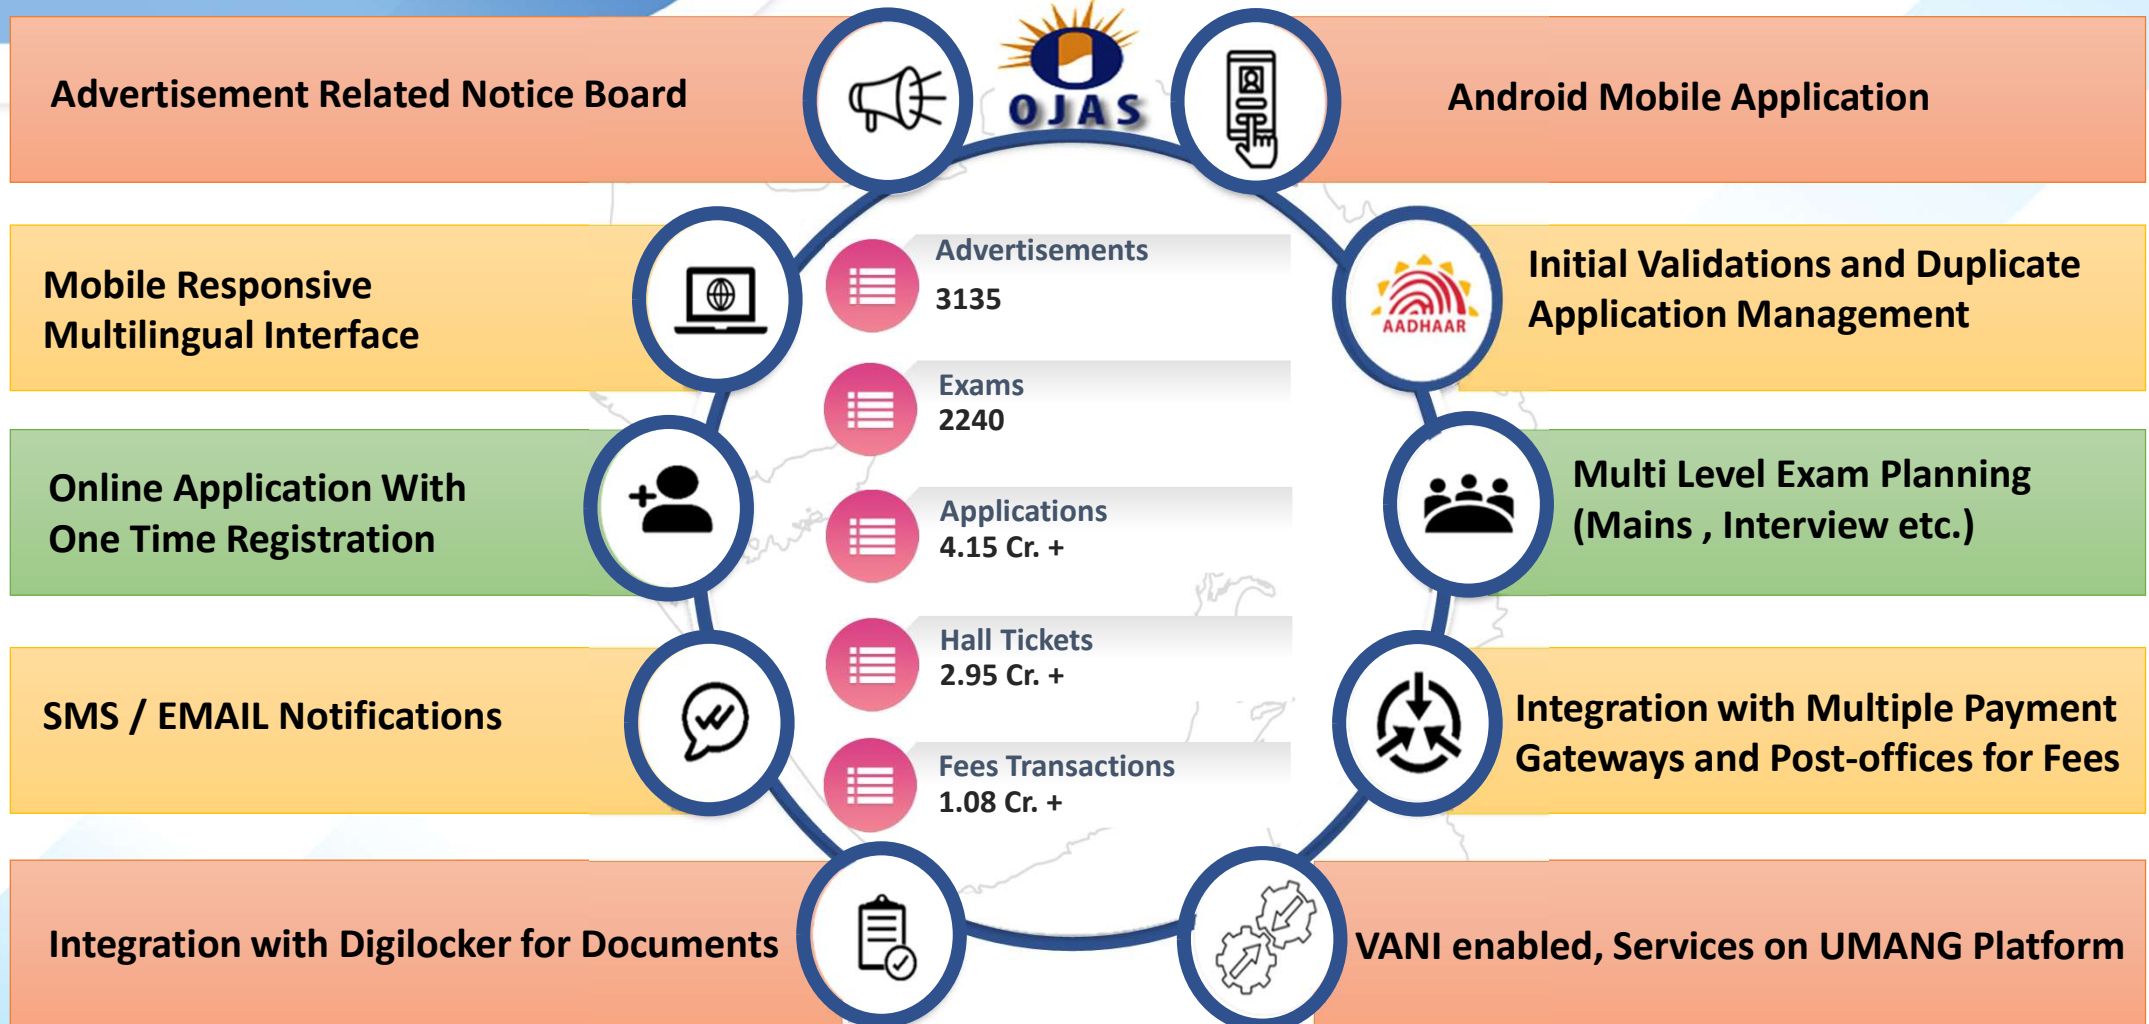 OJAS
Advertisement Related Notice Board
Mobile Responsive
Multilingual Interface
Online Application With
One Time Registration
SMS / EMAIL Notifications
Integration with Digilocker for Documents
Advertisements
3135
Exams
2240
Applications
4.15 Cr. +
Hall Tickets
2.95 Cr. +
Fees Transactions
1.08 Cr. +
Android Mobile Application
AADHAAR
Initial Validations and Duplicate
Application Management
Multi Level Exam Planning
(Mains , Interview etc.)
Integration with Multiple Payment
Gateways and Post-offices for Fees
VANI enabled, Services on UMANG Platform